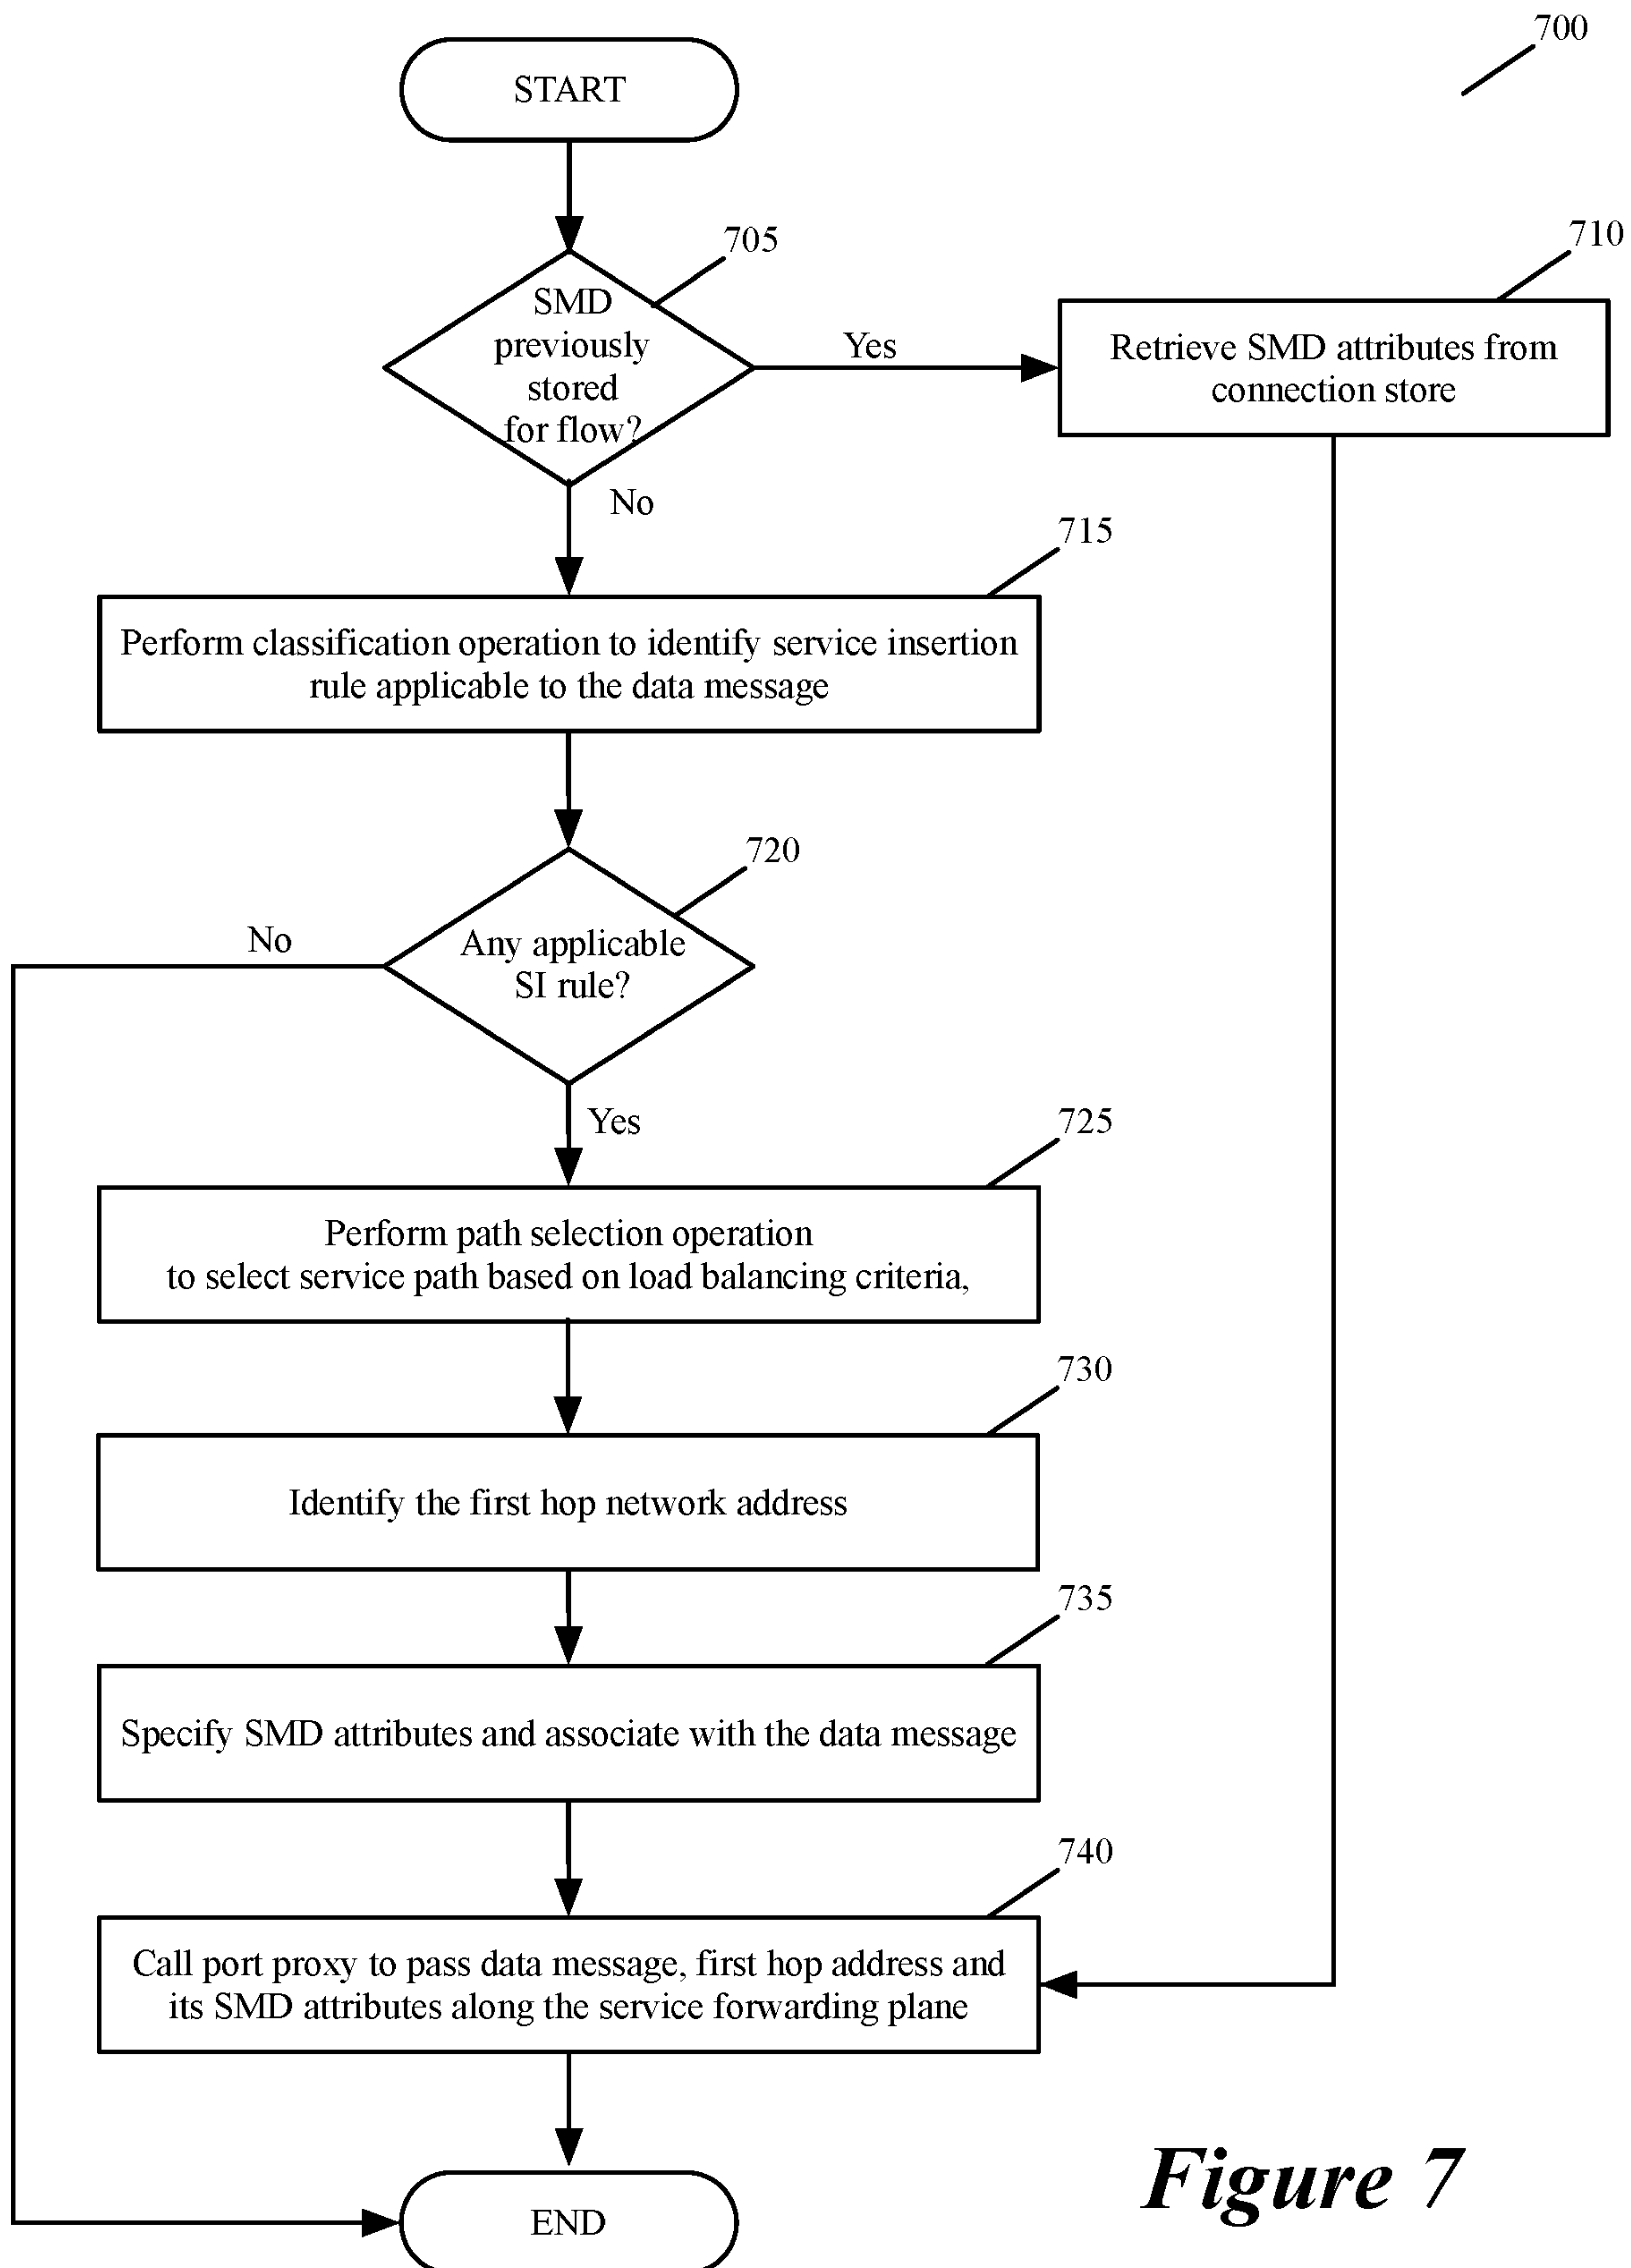 700
START
705
710
SMD
previously
stored
for flow?
Yes
Retrieve SMD attributes from
connection store
No
715
Perform classification operation to identify service insertion
rule applicable to the data message
720
No
Any applicable
SI rule?
Yes
725
Perform path selection operation
to select service path based on load balancing criteria,
730
Identify the first hop network address
735
Specify SMD attributes and associate with the data message
740
Call port proxy to pass data message, first hop address and
its SMD attributes along the service forwarding plane
Figure 7
END